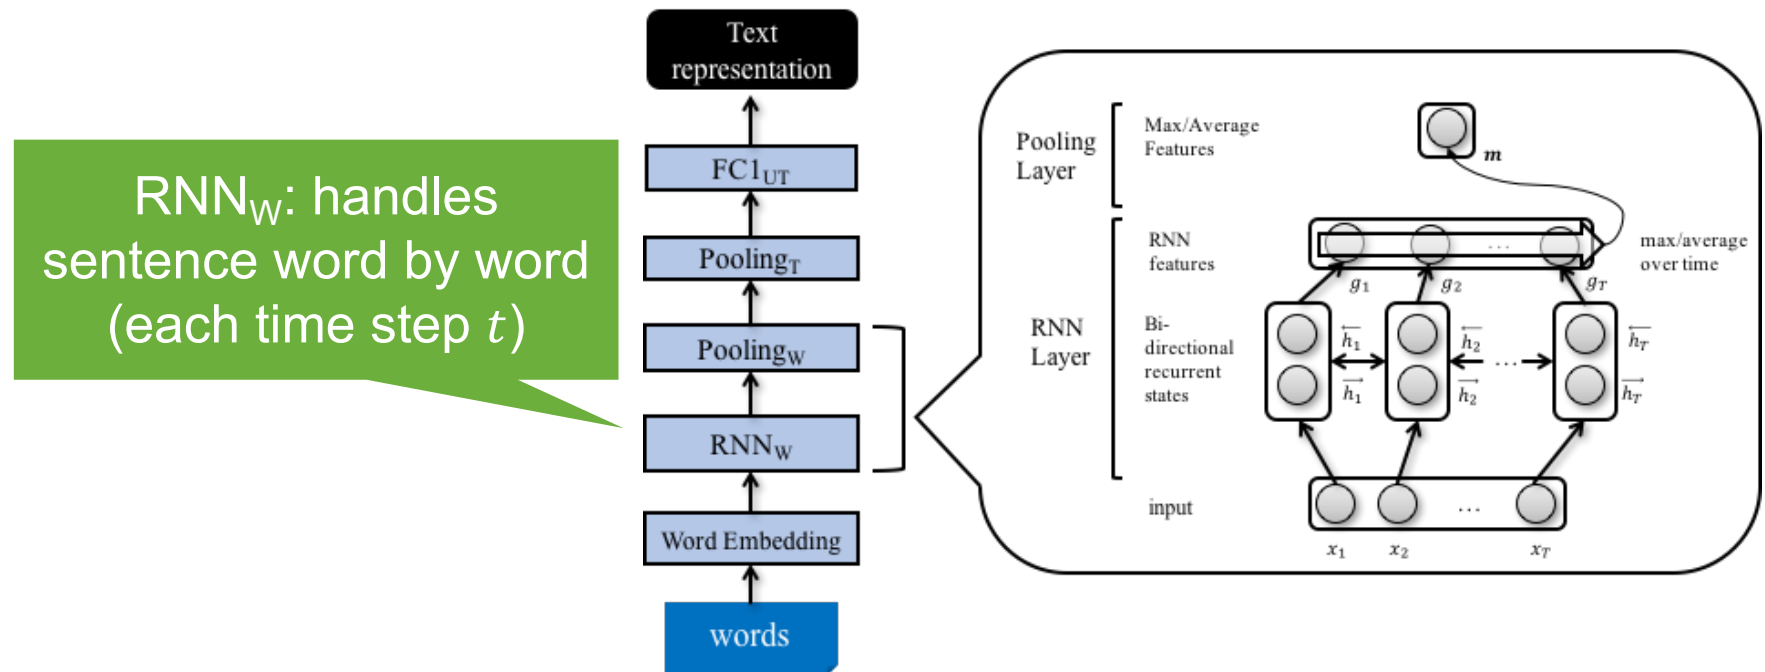 Text
representation
FC1UT
PoolingT
PoolingW
RNNW
Word Embedding
words
RNNW: handles
sentence word by word
(each time step t)
Pooling
Layer
Max/Average
Features
m
RNN
Layer
RNN
features
… 
max/average
over time
g1 g2 gT
Bi-
directional
recurrent
states
←h1 ←h2 ←hT
…
→h1 →h2 →hT
input
…
x1 x2 xT